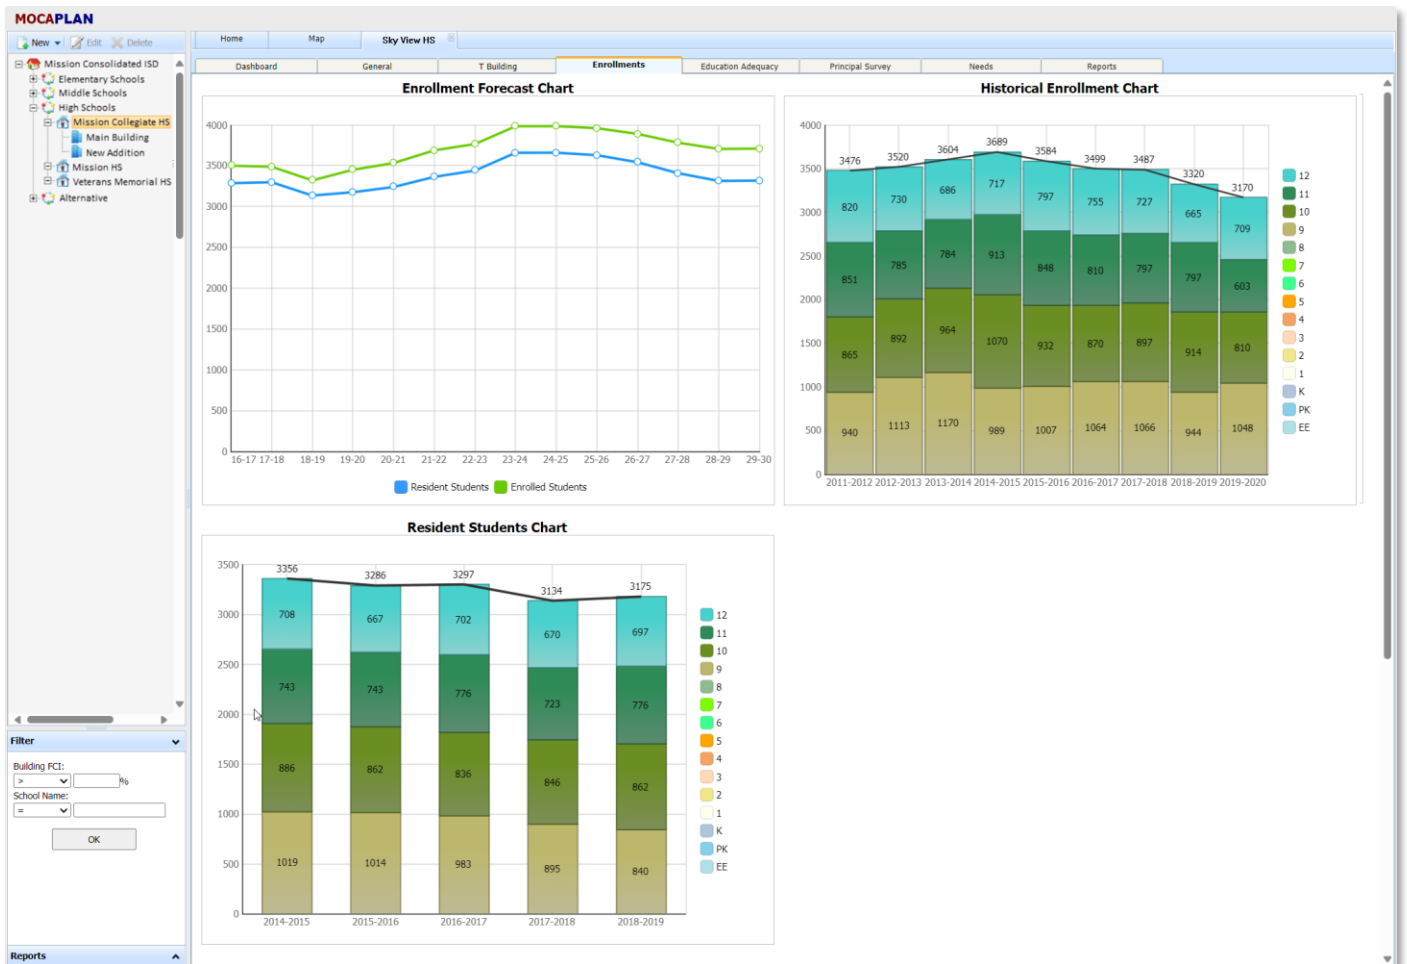 MOCAPLAN
New Edit Delete
Home Map Sky View HS
Dashboard General T Building Enrollments Education Adequacy Principal Survey Needs Reports
Mission Consolidated ISD
Elementary Schools
Middle Schools
High Schools
Mission Collegiate HS
Main Building
New Addition
Mission HS
Veterans Memorial HS
Alternative
Filter
Building FCI:
> %
School Name:
=
OK
Reports
Enrollment Forecast Chart
4000
3500
3000
2500
2000
1500
1000
500
0
16-17 17-18 18-19 19-20 20-21 21-22 22-23 23-24 24-25 25-26 26-27 27-28 28-29 29-30
Resident Students Enrolled Students
Historical Enrollment Chart
4000
3500
3000
2500
2000
1500
1000
500
0
3476 3520 3604 3689 3584 3499 3487 3320 3170
820 730 686 717 797 755 727 665 709
851 785 784 913 848 810 797 797 603
865 892 964 1070 932 870 897 914 810
940 1113 1170 989 1007 1064 1066 944 1048
2011-2012 2012-2013 2013-2014 2014-2015 2015-2016 2016-2017 2017-2018 2018-2019 2019-2020
12
11
10
9
8
7
6
5
4
3
2
1
K
PK
EE
Resident Students Chart
3500
3000
2500
2000
1500
1000
500
0
3356 3286 3297 3134 3175
708 667 702 670 697
743 743 776 723 776
886 862 836 846 862
1019 1014 983 895 840
2014-2015 2015-2016 2016-2017 2017-2018 2018-2019
12
11
10
9
8
7
6
5
4
3
2
1
K
PK
EE